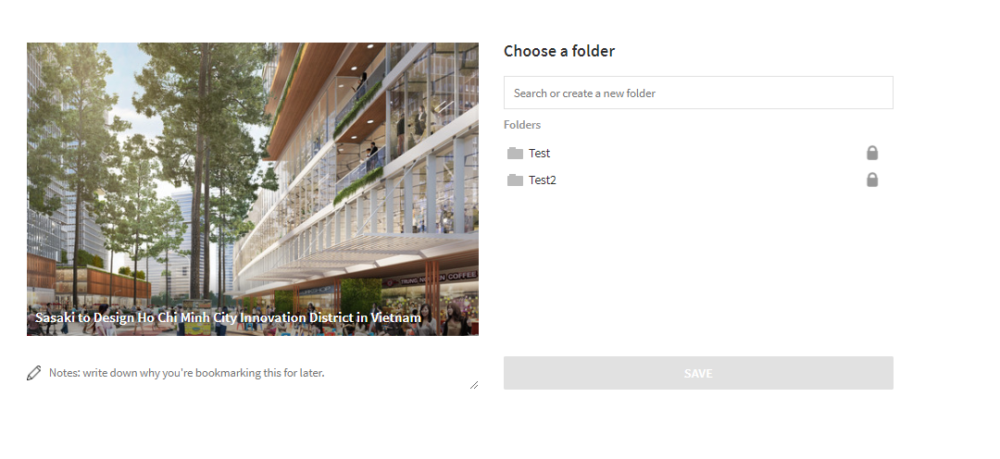 Choose a folder
Search or create a new folder
Folders
Test
Test2
TRUNG NGUYEN COFFEE
WORKSHOP
Sasaki to Design Ho Chi Minh City Innovation District in Vietnam
Notes: write down why you're bookmarking this for later.
SAVE